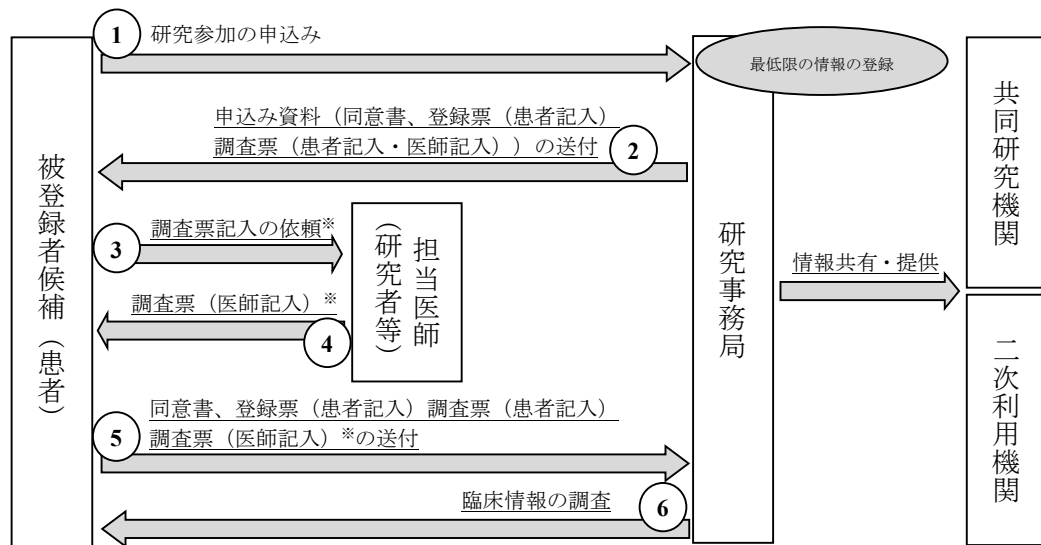 1 研究参加の申込み
最低限の情報の登録
申込み資料（同意書、登録票（患者記入）
調査票（患者記入・医師記入））の送付 2
3 調査票記入の依頼※
調査票（医師記入）※
4
同意書、登録票（患者記入）調査票（患者記入）
5 調査票（医師記入）※の送付
臨床情報の調査 6
被登録者候補（患者）
担当医師
（研究者等）
研究事務局
情報共有・提供
共同研究機関
二次利用機関